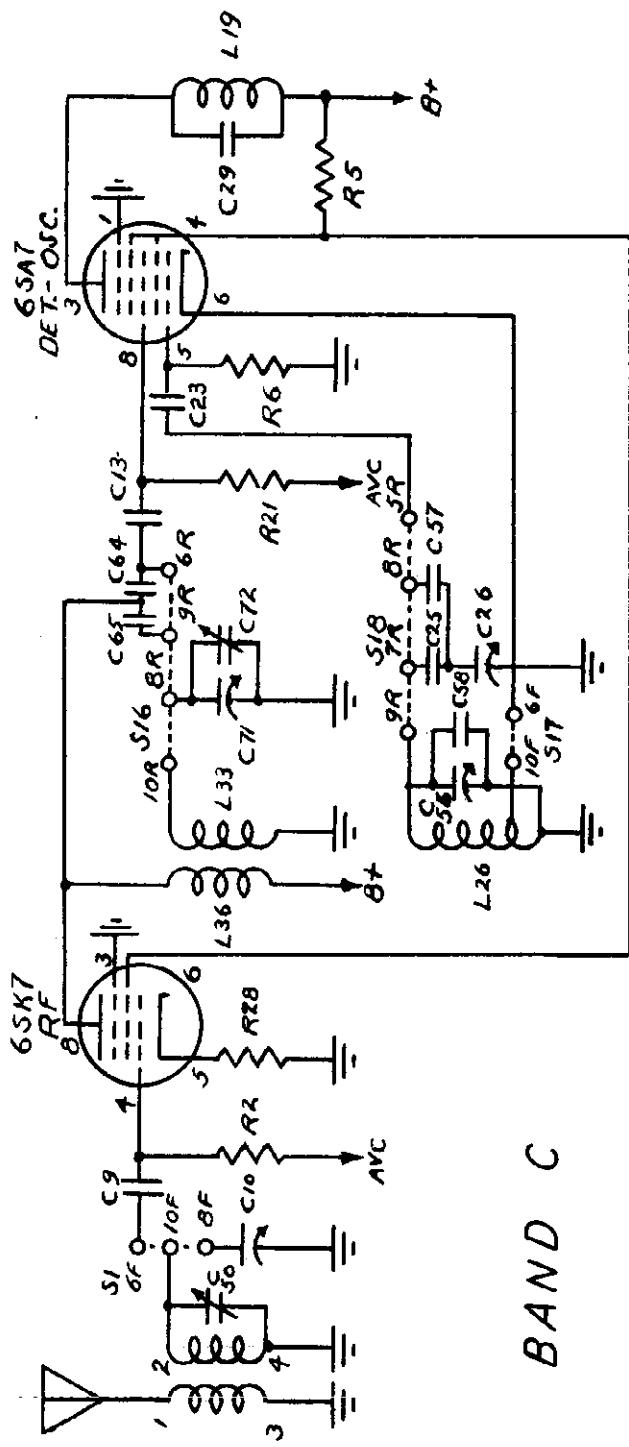 6SK7
RF
8
3
4
5
6
6SA7
DET.-OSC.
3
1
8
5
4
6
L19
C29
R5
B+
C13
C64
C65
6R
9R
8R
S16
10R
C72
C71
L33
L36
B+
C23
R6
R21
AVC
5R
8R
C57
S18
7R
C25
C26
9R
C58
C
56
L26
6F
10F
S17
C9
S1
6F
10F
8F
C10
R2
AVC
R28
C
50
1
2
3
4
BAND C